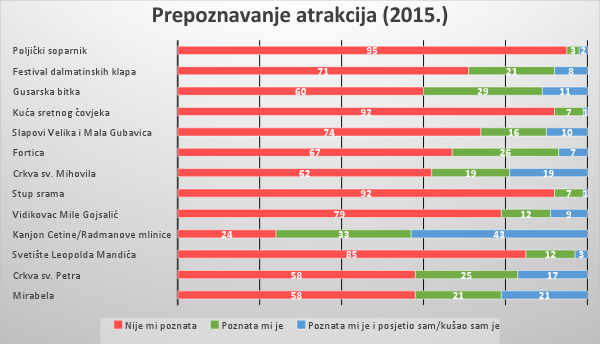 Prepoznavanje atrakcija (2015.)
Poljički soparnik 95 3 2
Festival dalmatinskih klapa 71 21 8
Gusarska bitka 60 29 11
Kuća sretnog čovjeka 92 7
Slapovi Velika i Mala Gubavica 74 16 10
Fortica 67 26 7
Crkva sv. Mihovila 62 19 19
Stup srama 92 7
Vidikovac Mile Gojsalić 79 12 9
Kanjon Cetine/Radmanove mlinice 24 33 43
Svetište Leopolda Mandića 85 12 3
Crkva sv. Petra 58 25 17
Mirabela 58 21 21
Nije mi poznata Poznata mi je Poznata mi je i posjetio sam/kušao sam je